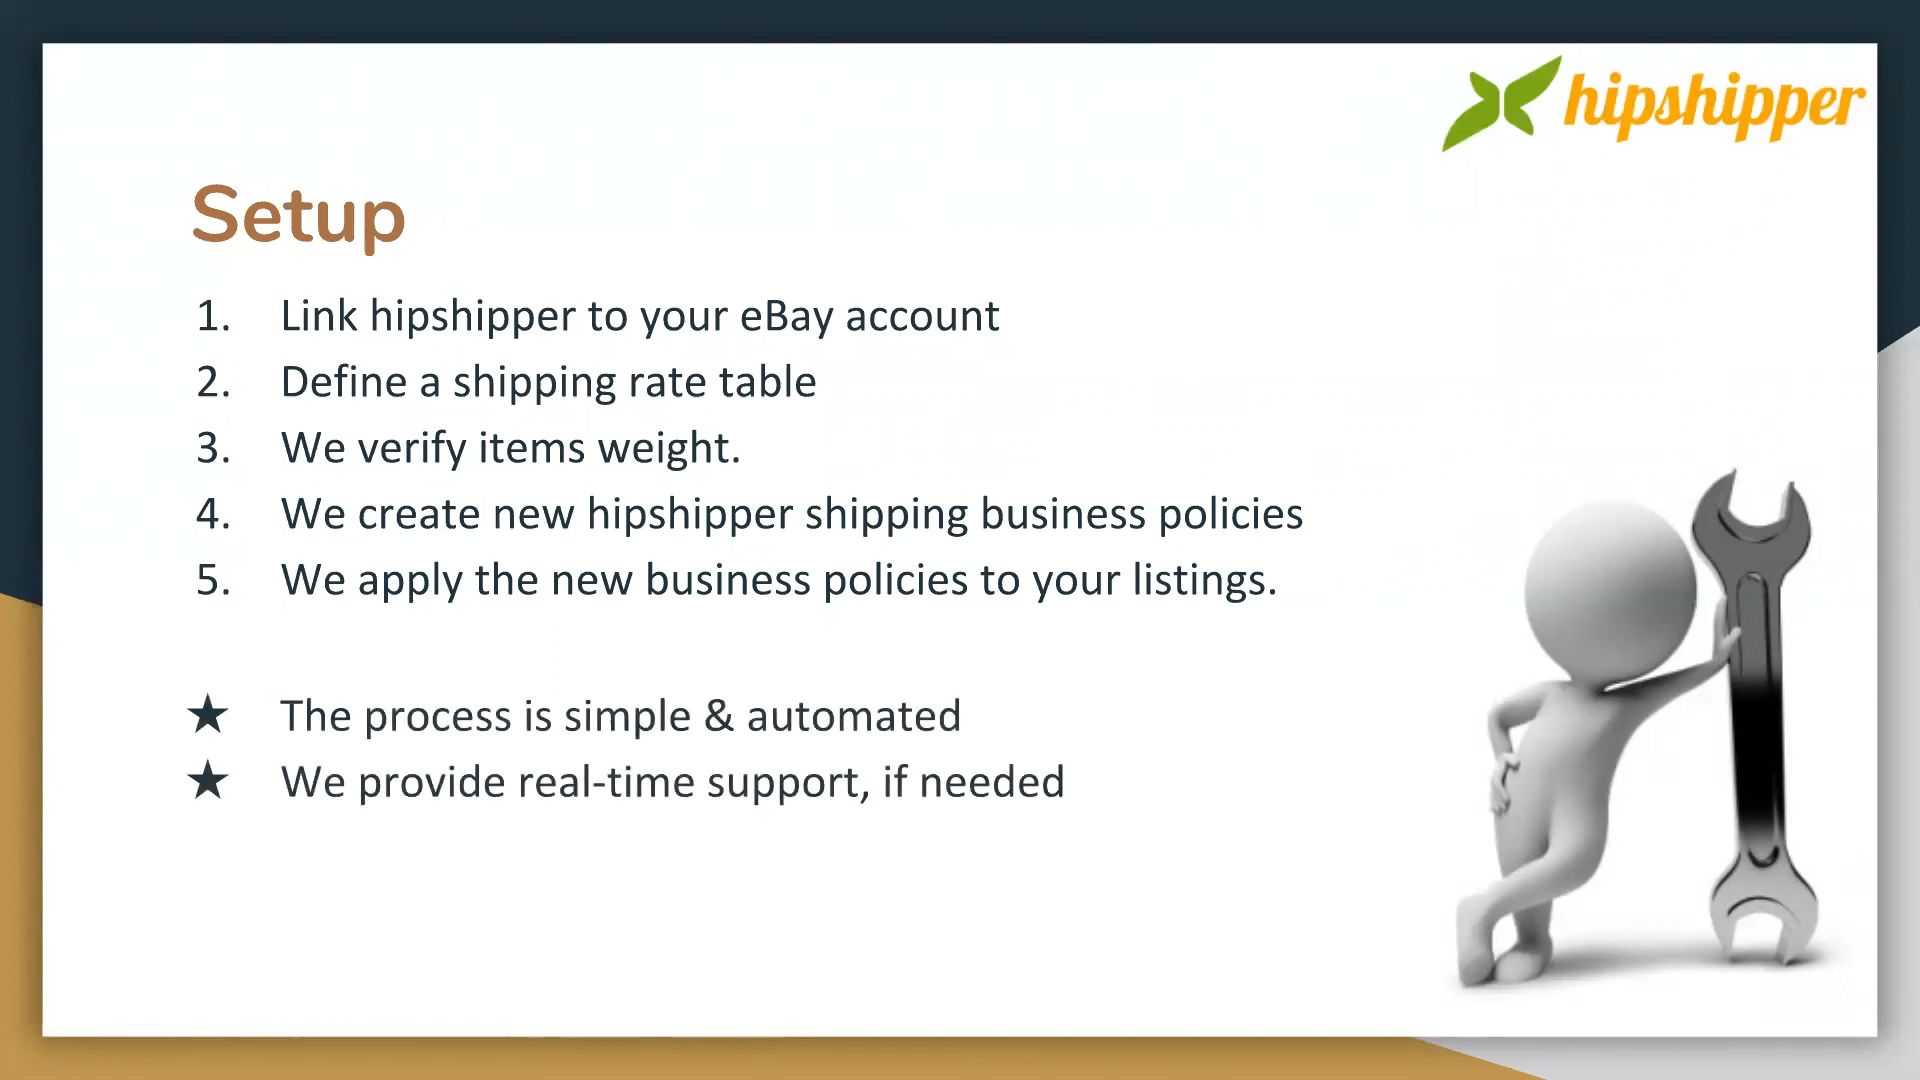 hipshipper
Setup
1. Link hipshipper to your eBay account
2. Define a shipping rate table
3. We verify items weight.
4. We create new hipshipper shipping business policies
5. We apply the new business policies to your listings.
★ The process is simple & automated
★ We provide real-time support, if needed